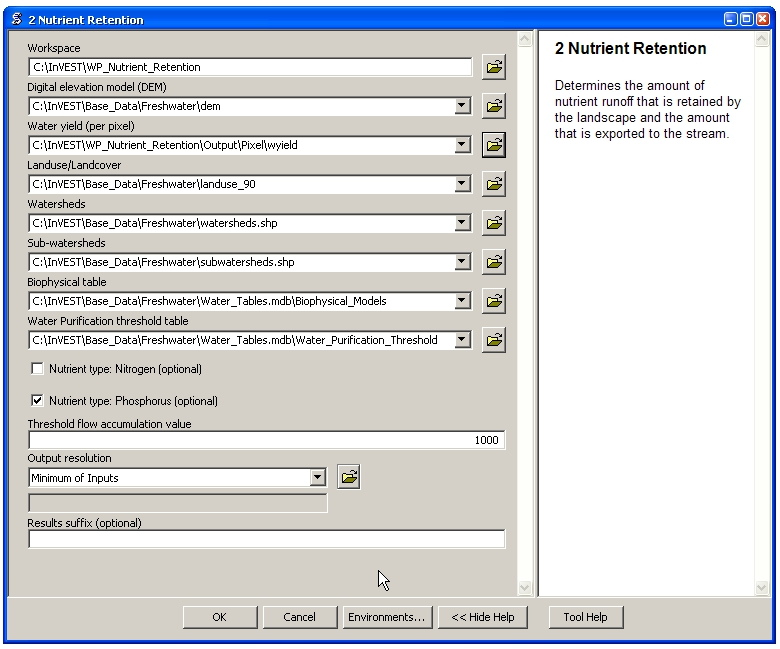 2 Nutrient Retention
Workspace
C:\InVEST\WP_Nutrient_Retention
Digital elevation model (DEM)
C:\InVEST\Base_Data\Freshwater\dem
Water yield (per pixel)
C:\InVEST\WP_Nutrient_Retention\Output\Pixel\wyield
Landuse/Landcover
C:\InVEST\Base_Data\Freshwater\landuse_90
Watersheds
C:\InVEST\Base_Data\Freshwater\watersheds.shp
Sub-watersheds
C:\InVEST\Base_Data\Freshwater\subwatersheds.shp
Biophysical table
C:\InVEST\Base_Data\Freshwater\Water_Tables.mdb\Biophysical_Models
Water Purification threshold table
C:\InVEST\Base_Data\Freshwater\Water_Tables.mdb\Water_Purification_Threshold
Nutrient type: Nitrogen (optional)
Nutrient type: Phosphorus (optional)
Threshold flow accumulation value
1000
Output resolution
Minimum of Inputs
Results suffix (optional)
2 Nutrient Retention
Determines the amount of
nutrient runoff that is retained by
the landscape and the amount
that is exported to the stream.
OK Cancel Environments... << Hide Help Tool Help